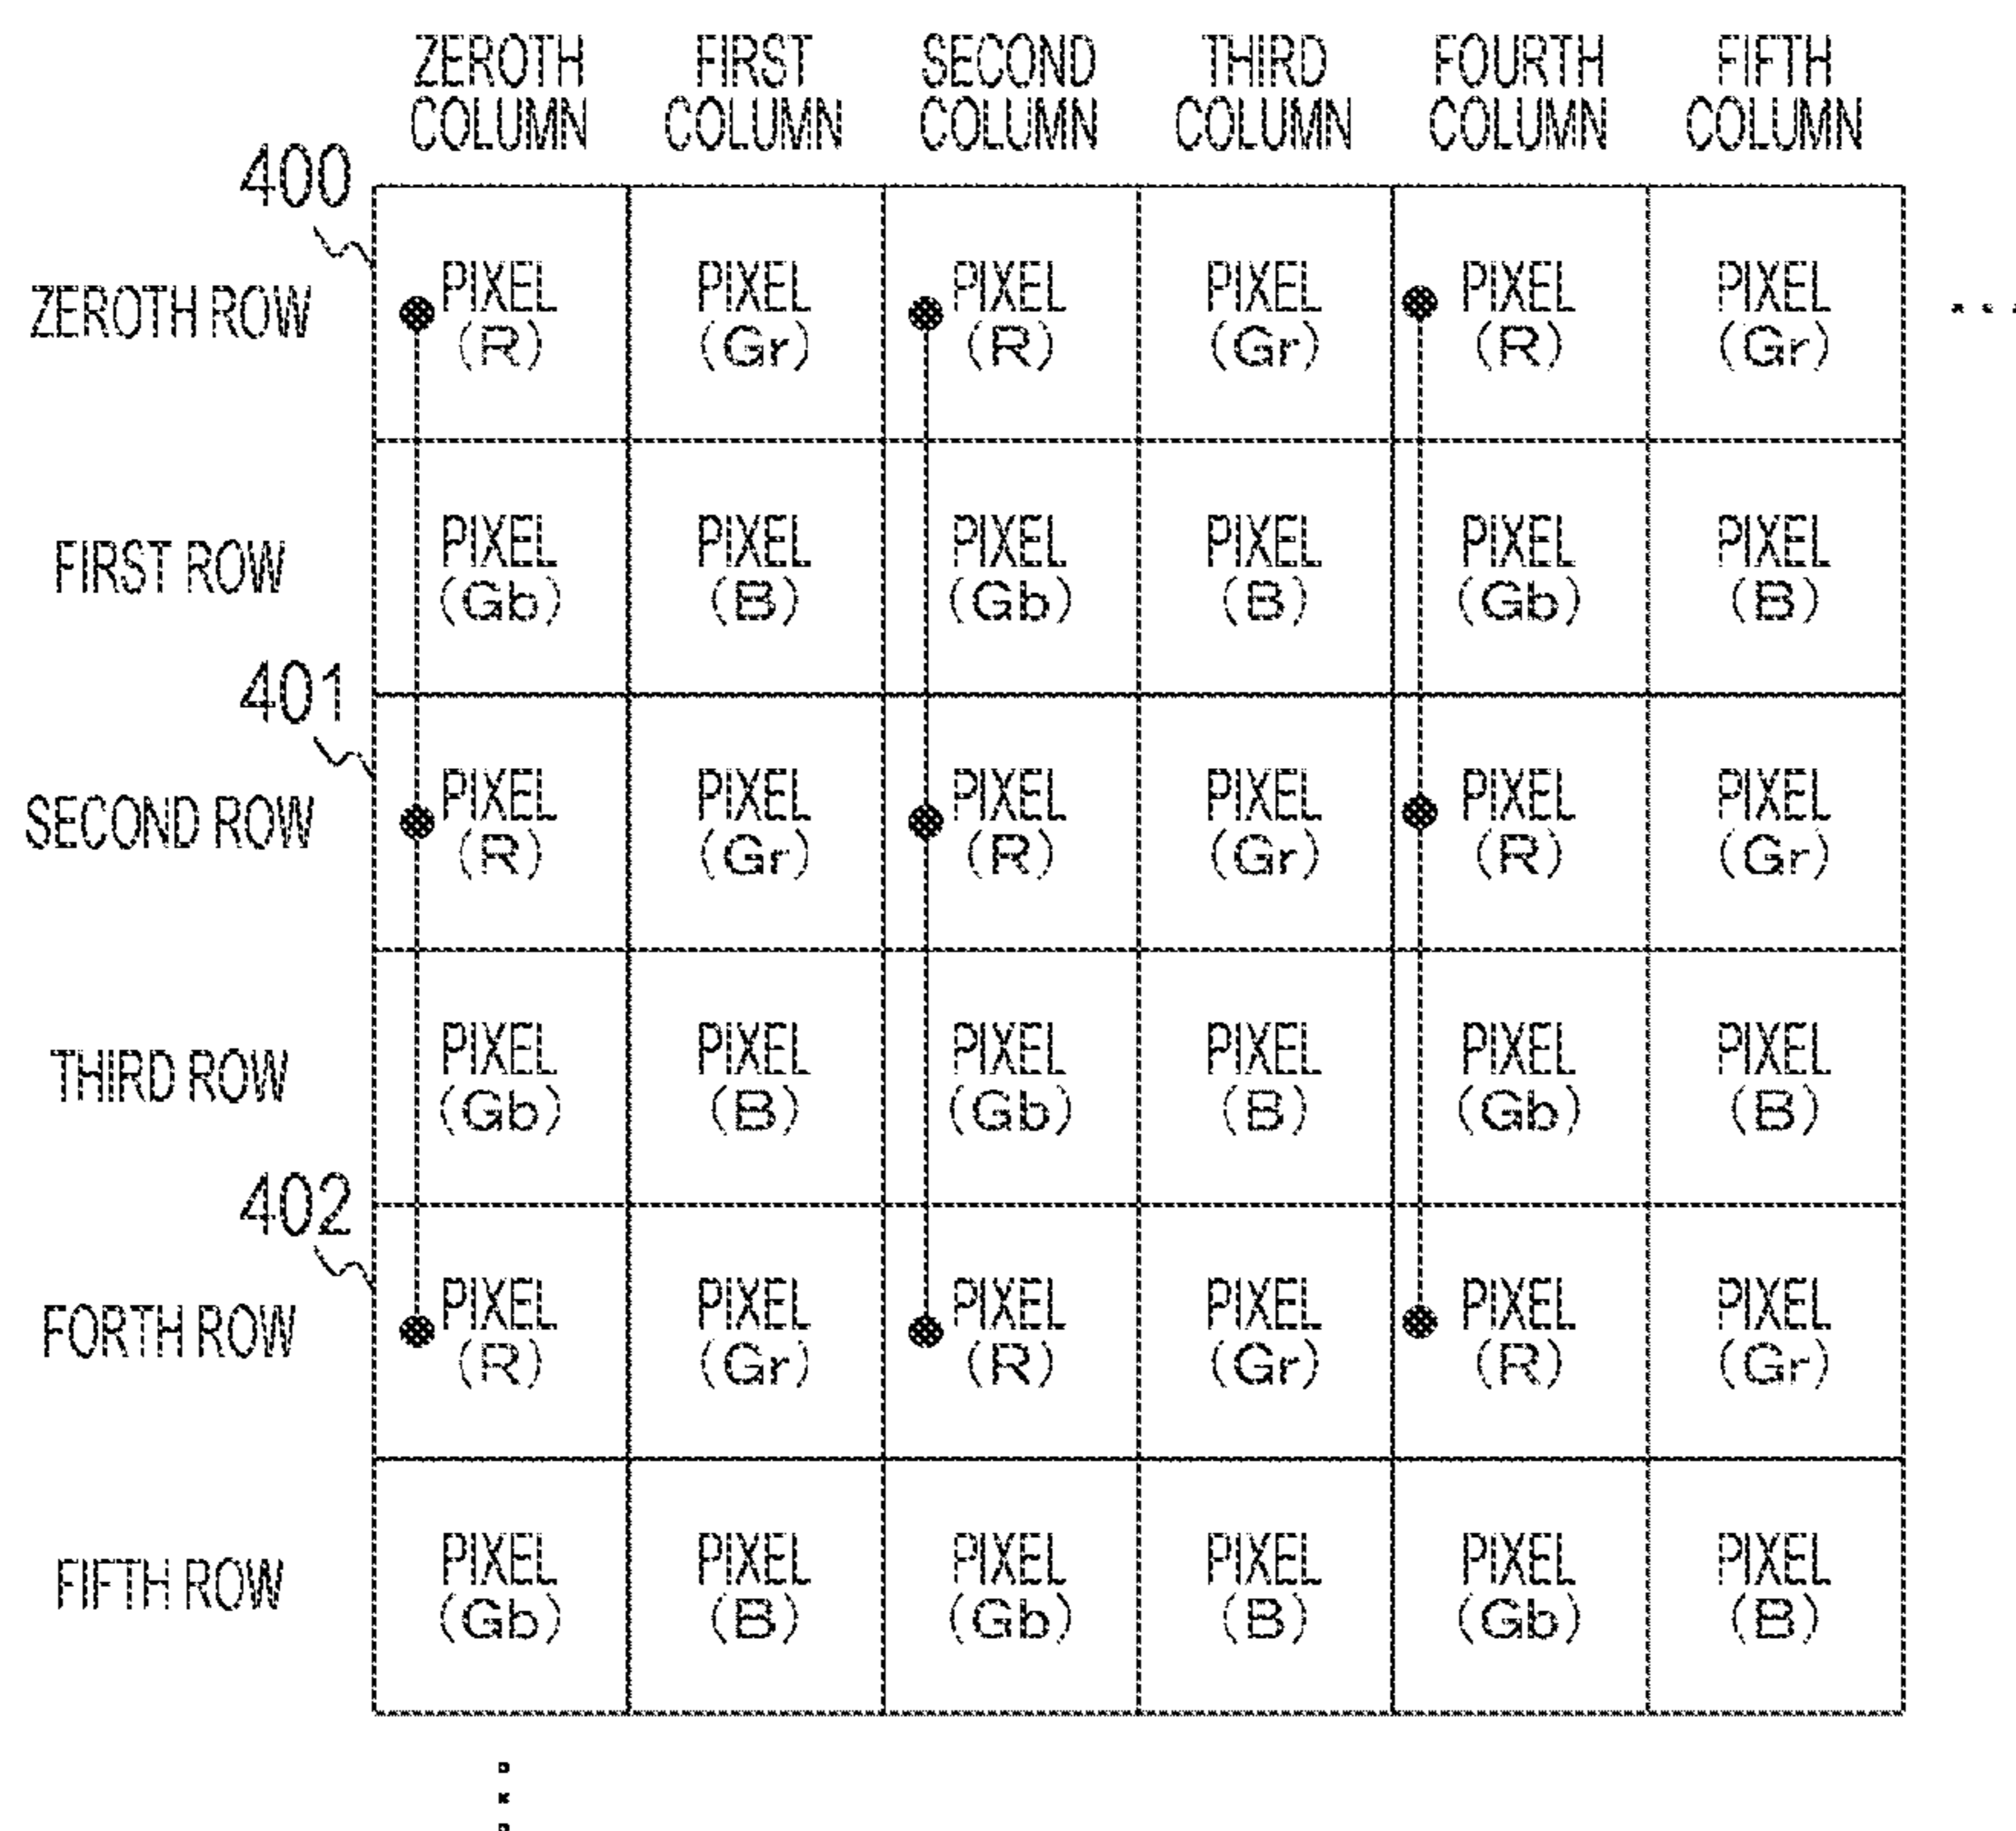 ZEROTH COLUMN FIRST COLUMN SECOND COLUMN THIRD COLUMN FOURTH COLUMN FIFTH COLUMN
400
ZEROTH ROW PIXEL (R) PIXEL (Gr) PIXEL (R) PIXEL (Gr) PIXEL (R) PIXEL (Gr) ...
FIRST ROW PIXEL (Gb) PIXEL (B) PIXEL (Gb) PIXEL (B) PIXEL (Gb) PIXEL (B)
401
SECOND ROW PIXEL (R) PIXEL (Gr) PIXEL (R) PIXEL (Gr) PIXEL (R) PIXEL (Gr)
THIRD ROW PIXEL (Gb) PIXEL (B) PIXEL (Gb) PIXEL (B) PIXEL (Gb) PIXEL (B)
402
FORTH ROW PIXEL (R) PIXEL (Gr) PIXEL (R) PIXEL (Gr) PIXEL (R) PIXEL (Gr)
FIFTH ROW PIXEL (Gb) PIXEL (B) PIXEL (Gb) PIXEL (B) PIXEL (Gb) PIXEL (B)